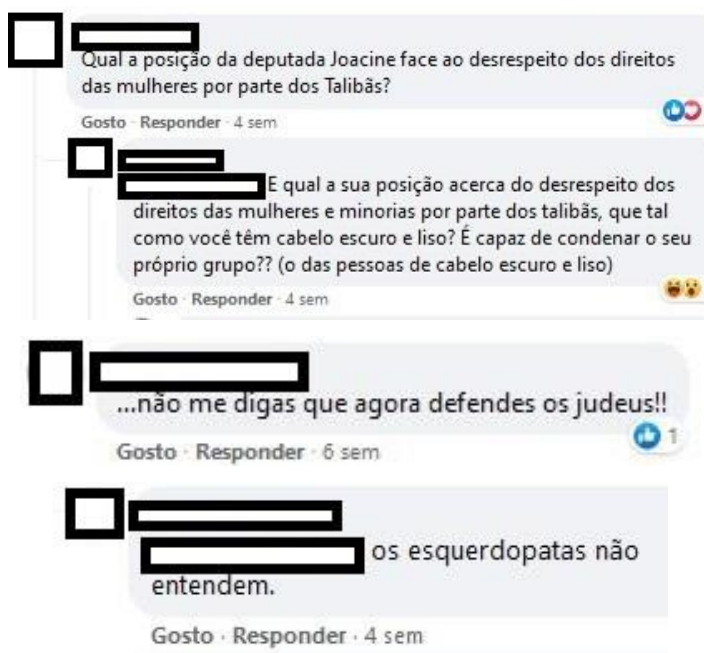 Qual a posição da deputada Joacine face ao desrespeito dos direitos
das mulheres por parte dos Talibãs?
Gosto · Responder · 4 sem
E qual a sua posição acerca do desrespeito dos
direitos das mulheres e minorias por parte dos talibãs, que tal
como você têm cabelo escuro e liso? É capaz de condenar o seu
próprio grupo?? (o das pessoas de cabelo escuro e liso)
Gosto · Responder · 4 sem
...não me digas que agora defendes os judeus!!
1
Gosto · Responder · 6 sem
os esquerdopatas não
entendem.
Gosto · Responder · 4 sem